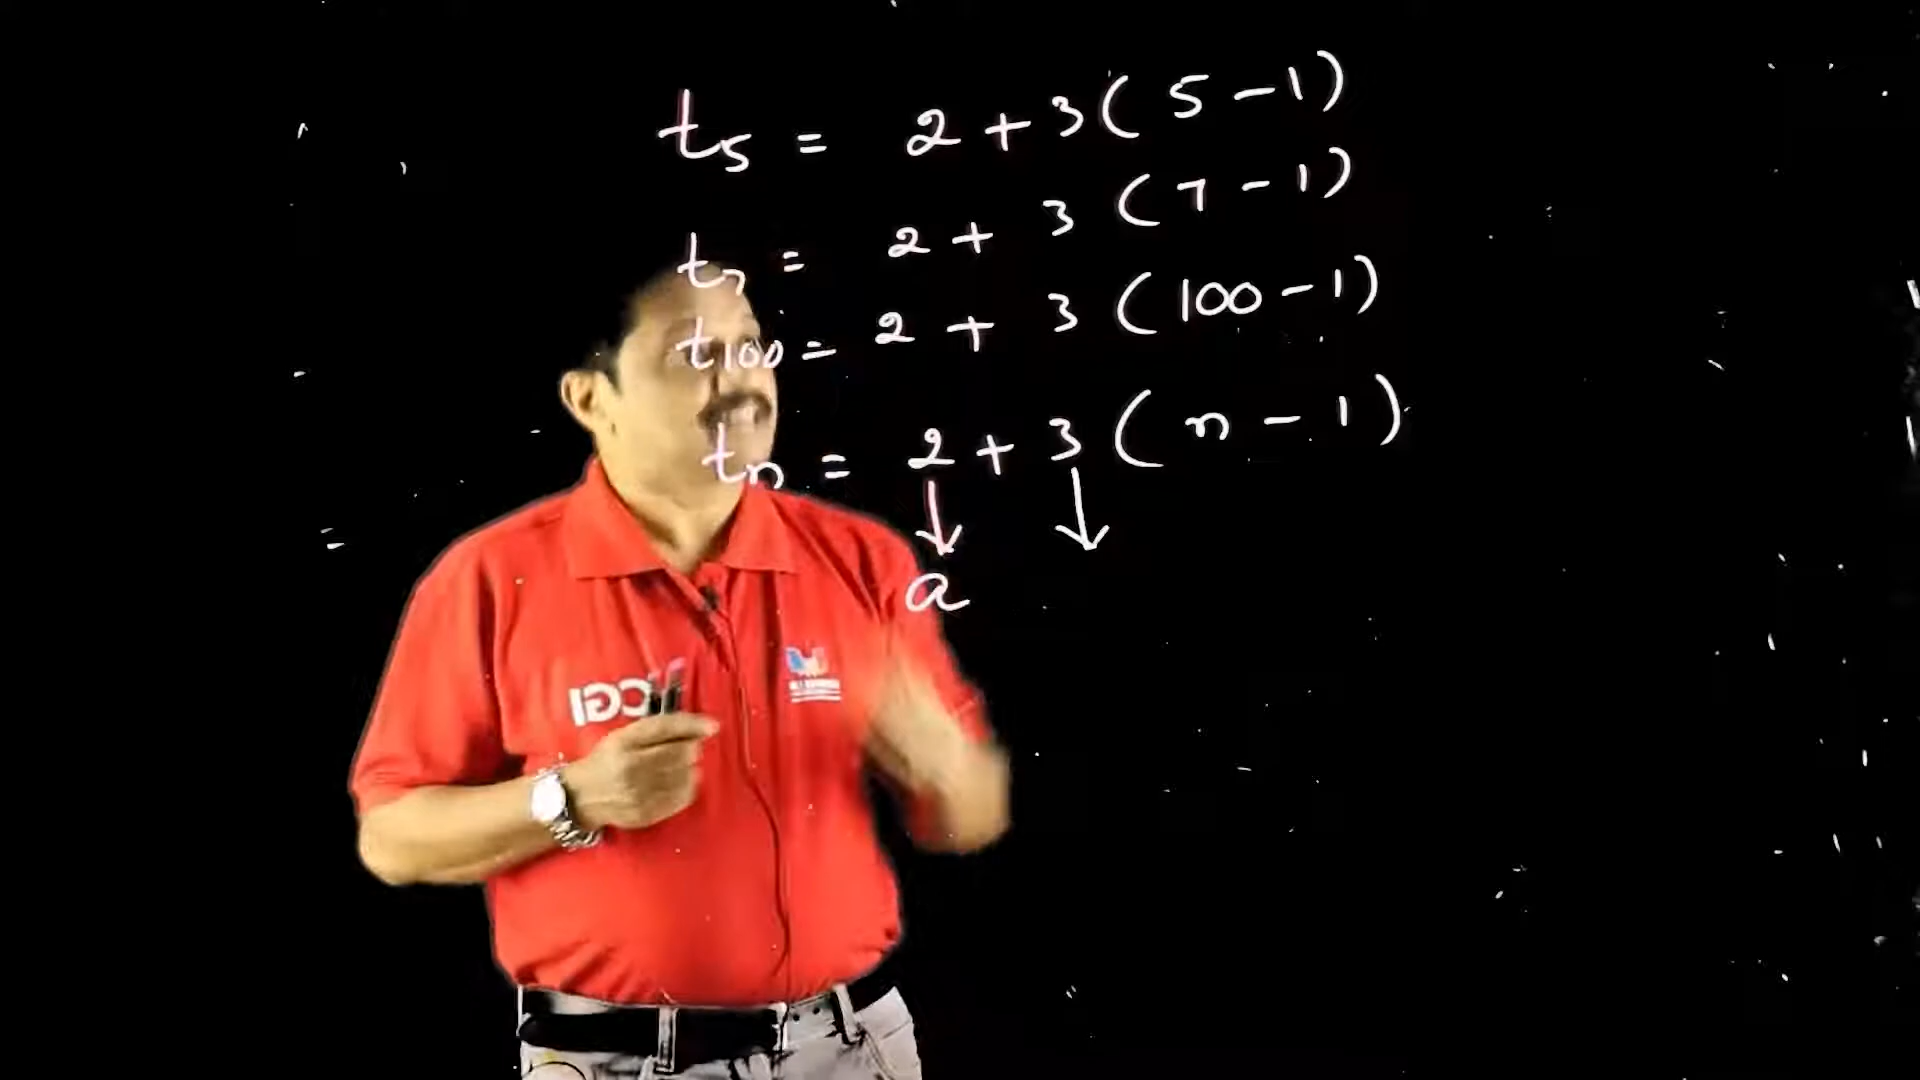 t5 = 2 + 3 ( 5 - 1 )
t7 = 2 + 3 ( 7 - 1 )
t100 = 2 + 3 ( 100 - 1 )
tn = 2 + 3 ( n - 1 )
↓ ↓
a